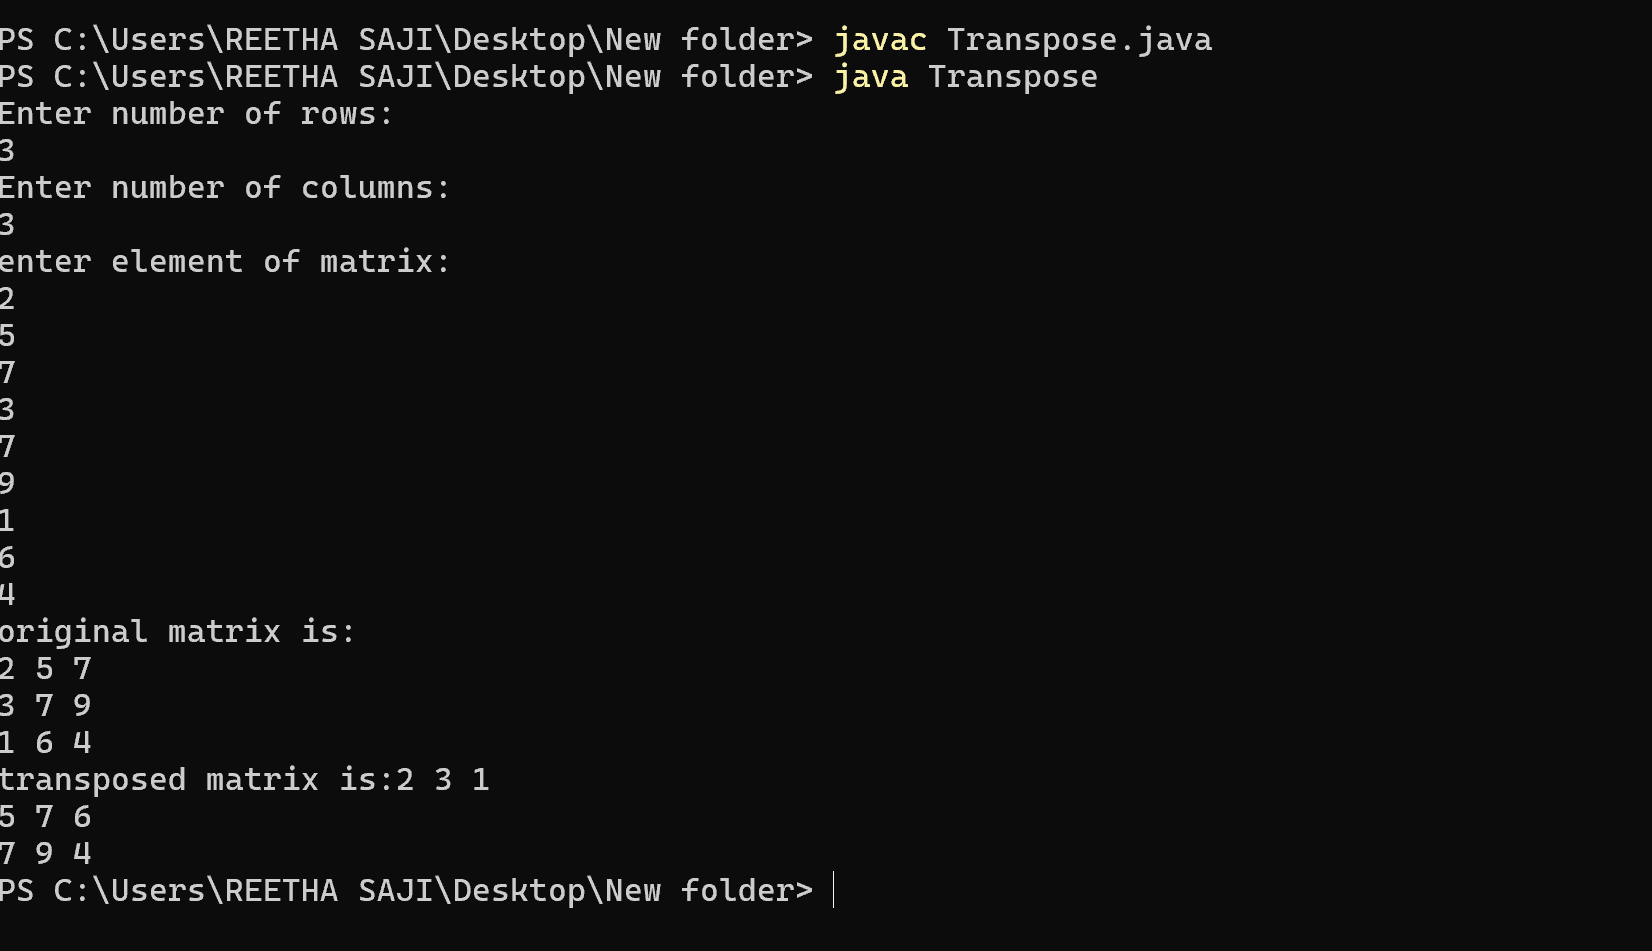 PS C:\Users\REETHA SAJI\Desktop\New folder> javac Transpose.java
PS C:\Users\REETHA SAJI\Desktop\New folder> java Transpose
Enter number of rows:
3
Enter number of columns:
3
enter element of matrix:
2
5
7
3
7
9
1
6
4
original matrix is:
2 5 7
3 7 9
1 6 4
transposed matrix is:2 3 1
5 7 6
7 9 4
PS C:\Users\REETHA SAJI\Desktop\New folder>